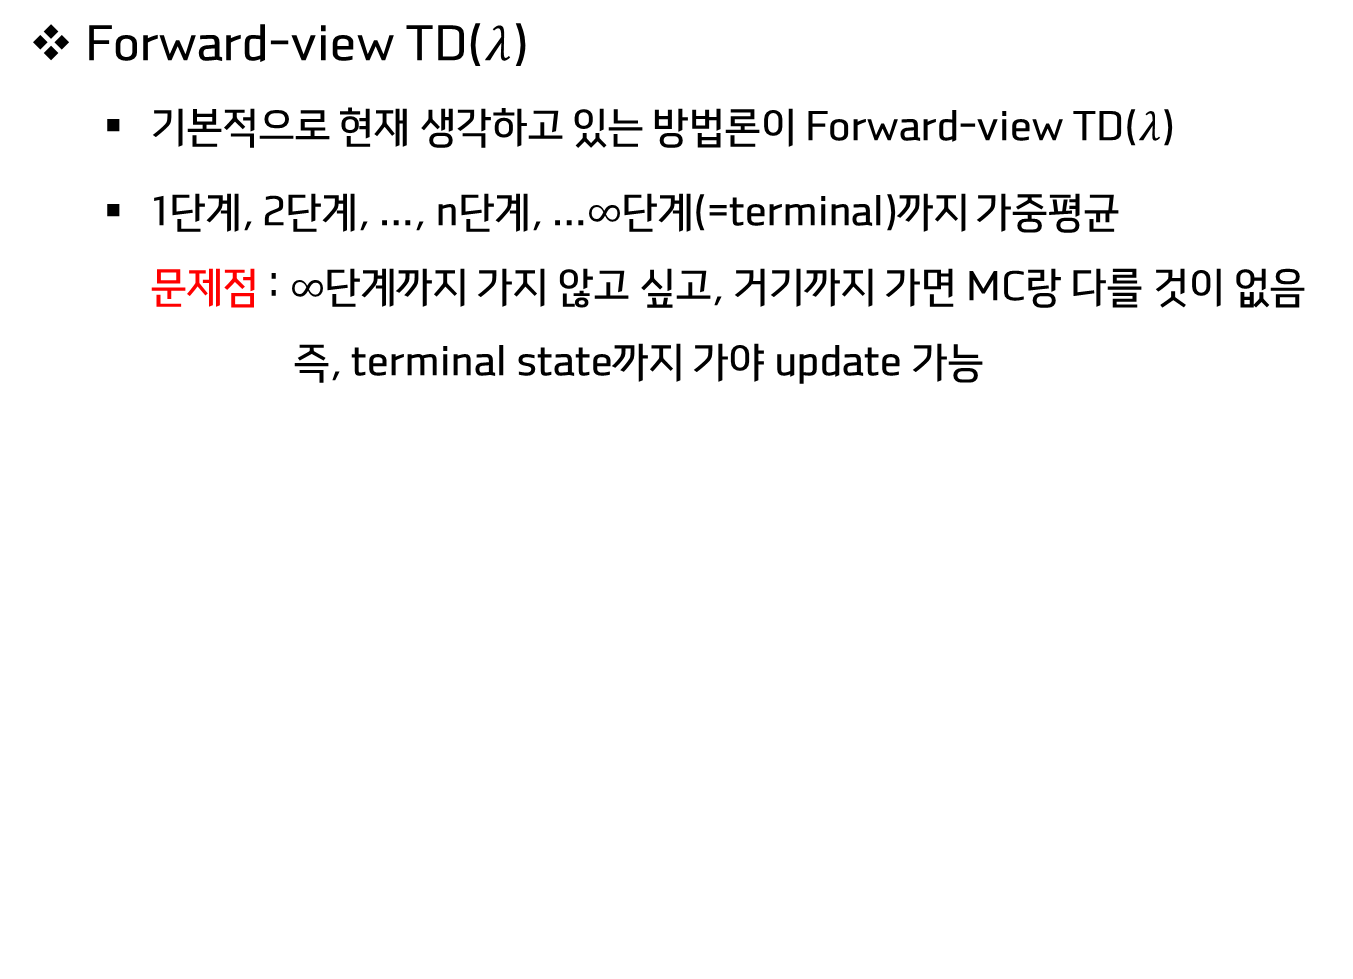 ❖ Forward-view TD(λ)
▪ 기본적으로 현재 생각하고 있는 방법론이 Forward-view TD(λ)
▪ 1단계, 2단계, …, n단계, …∞단계(=terminal)까지 가중평균
문제점 : ∞단계까지 가지 않고 싶고, 거기까지 가면 MC랑 다를 것이 없음
즉, terminal state까지 가야 update 가능